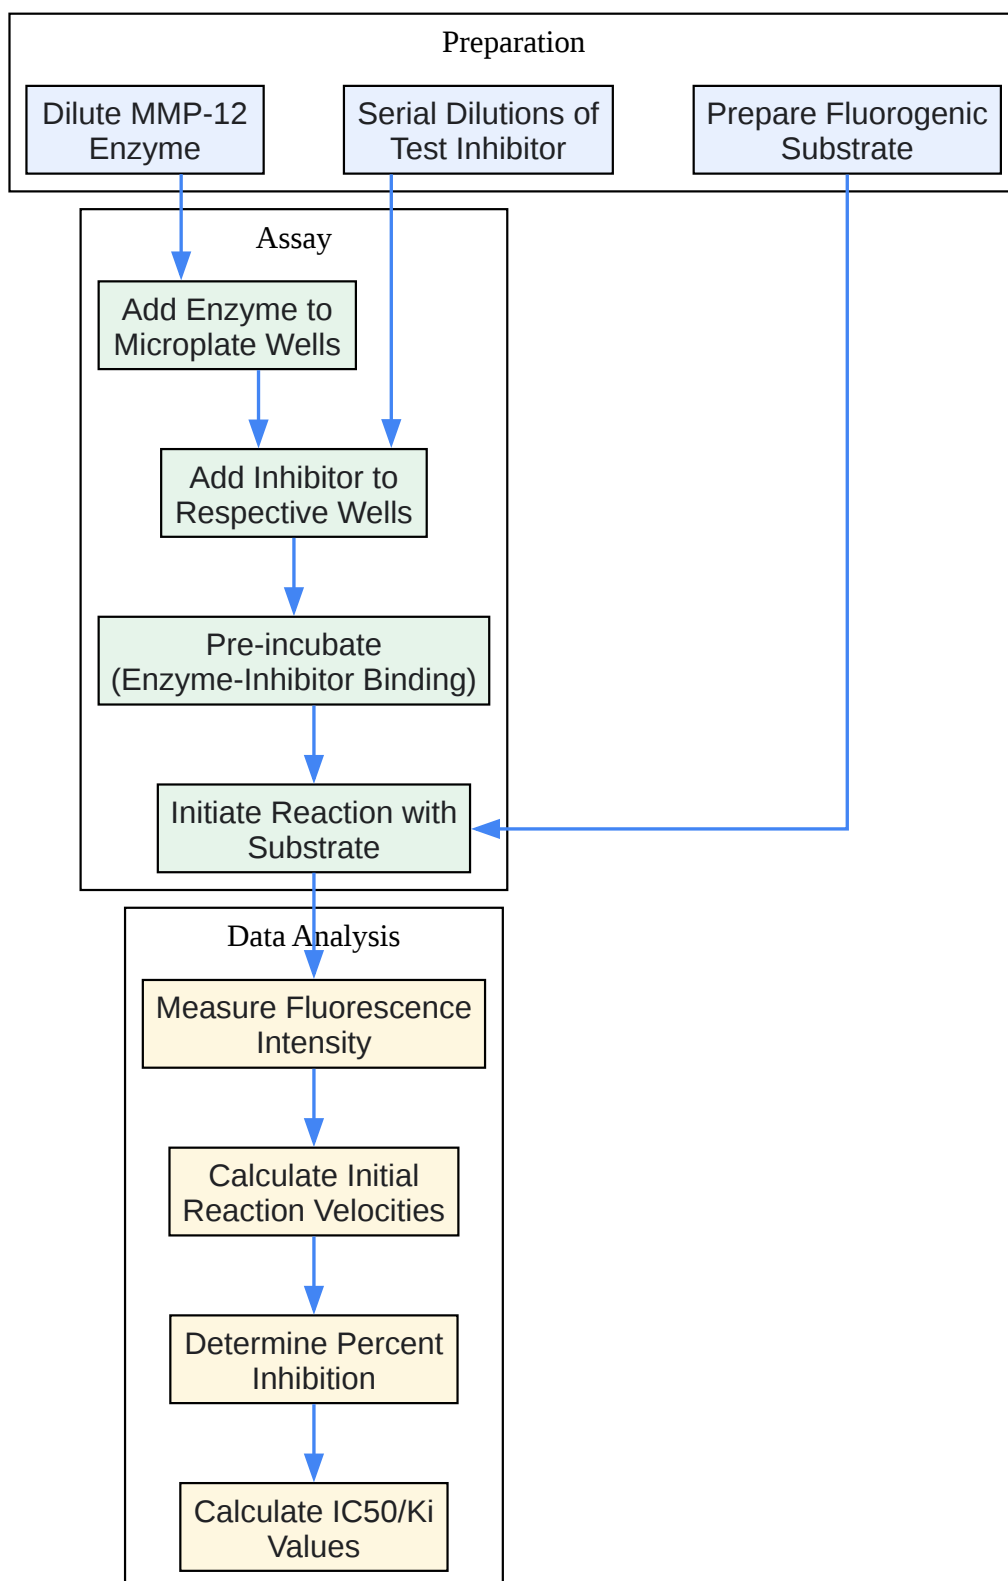 Preparation
Dilute MMP-12
Enzyme
Serial Dilutions of
Test Inhibitor
Prepare Fluorogenic
Substrate
Assay
Add Enzyme to
Microplate Wells
Add Inhibitor to
Respective Wells
Pre-incubate
(Enzyme-Inhibitor Binding)
Initiate Reaction with
Substrate
Data Analysis
Measure Fluorescence
Intensity
Calculate Initial
Reaction Velocities
Determine Percent
Inhibition
Calculate IC50/Ki
Values